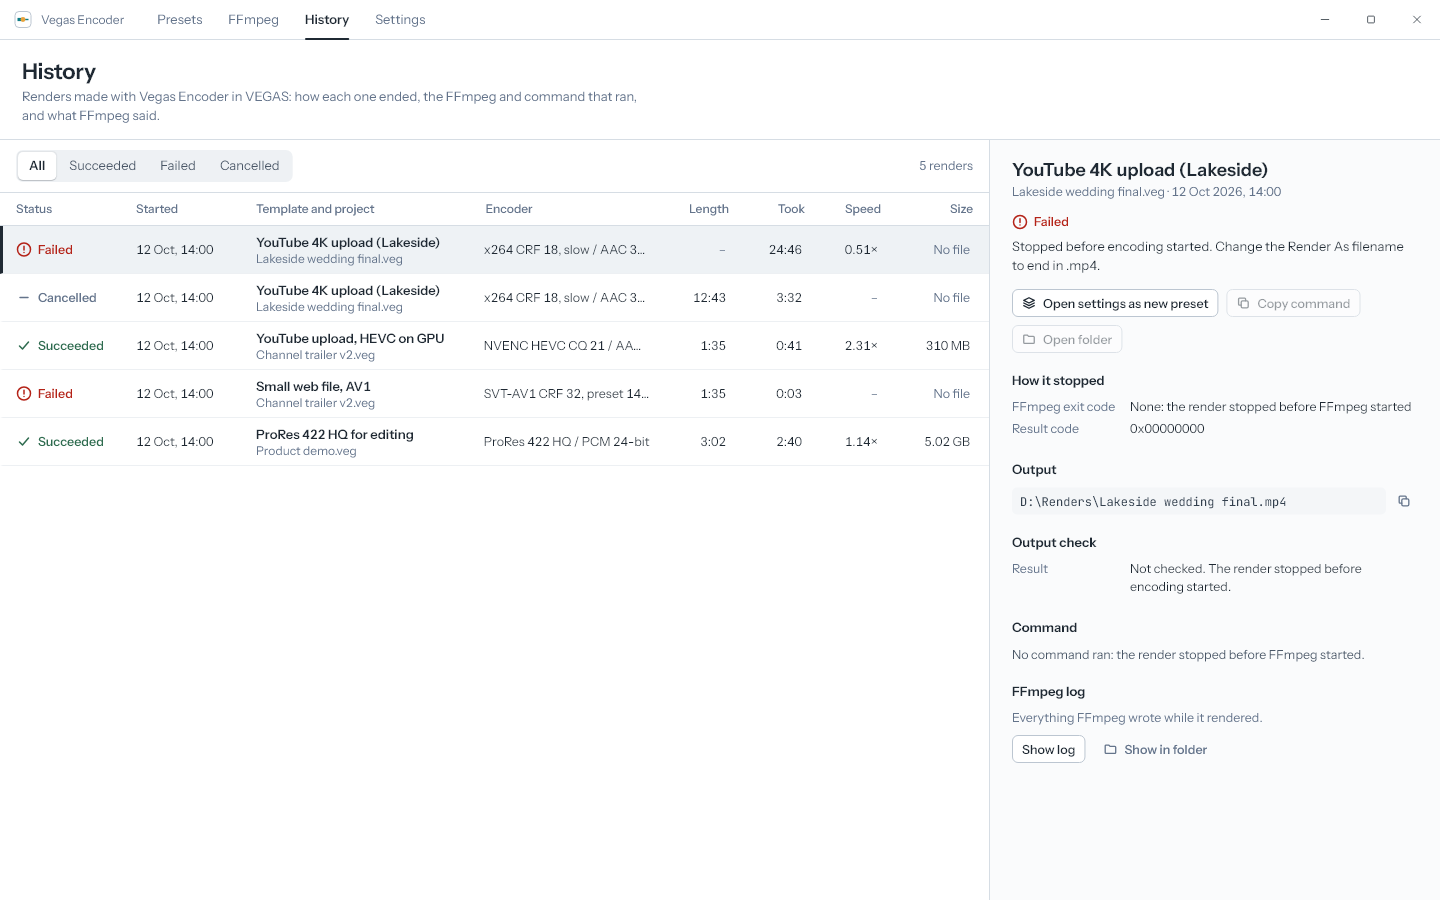 Vegas Encoder Presets FFmpeg History Settings
History
Renders made with Vegas Encoder in VEGAS: how each one ended, the FFmpeg and command that ran,
and what FFmpeg said.
All Succeeded Failed Cancelled 5 renders
Status Started Template and project Encoder Length Took Speed Size
Failed 12 Oct, 14:00 YouTube 4K upload (Lakeside) x264 CRF 18, slow / AAC 3... – 24:46 0.51× No file
Lakeside wedding final.veg
Cancelled 12 Oct, 14:00 YouTube 4K upload (Lakeside) x264 CRF 18, slow / AAC 3... 12:43 3:32 – No file
Lakeside wedding final.veg
Succeeded 12 Oct, 14:00 YouTube upload, HEVC on GPU NVENC HEVC CQ 21 / AA... 1:35 0:41 2.31× 310 MB
Channel trailer v2.veg
Failed 12 Oct, 14:00 Small web file, AV1 SVT-AV1 CRF 32, preset 14... 1:35 0:03 – No file
Channel trailer v2.veg
Succeeded 12 Oct, 14:00 ProRes 422 HQ for editing ProRes 422 HQ / PCM 24-bit 3:02 2:40 1.14× 5.02 GB
Product demo.veg
YouTube 4K upload (Lakeside)
Lakeside wedding final.veg · 12 Oct 2026, 14:00
Failed
Stopped before encoding started. Change the Render As filename
to end in .mp4.
Open settings as new preset Copy command
Open folder
How it stopped
FFmpeg exit code None: the render stopped before FFmpeg started
Result code 0x00000000
Output
D:\Renders\Lakeside wedding final.mp4
Output check
Result Not checked. The render stopped before
encoding started.
Command
No command ran: the render stopped before FFmpeg started.
FFmpeg log
Everything FFmpeg wrote while it rendered.
Show log Show in folder